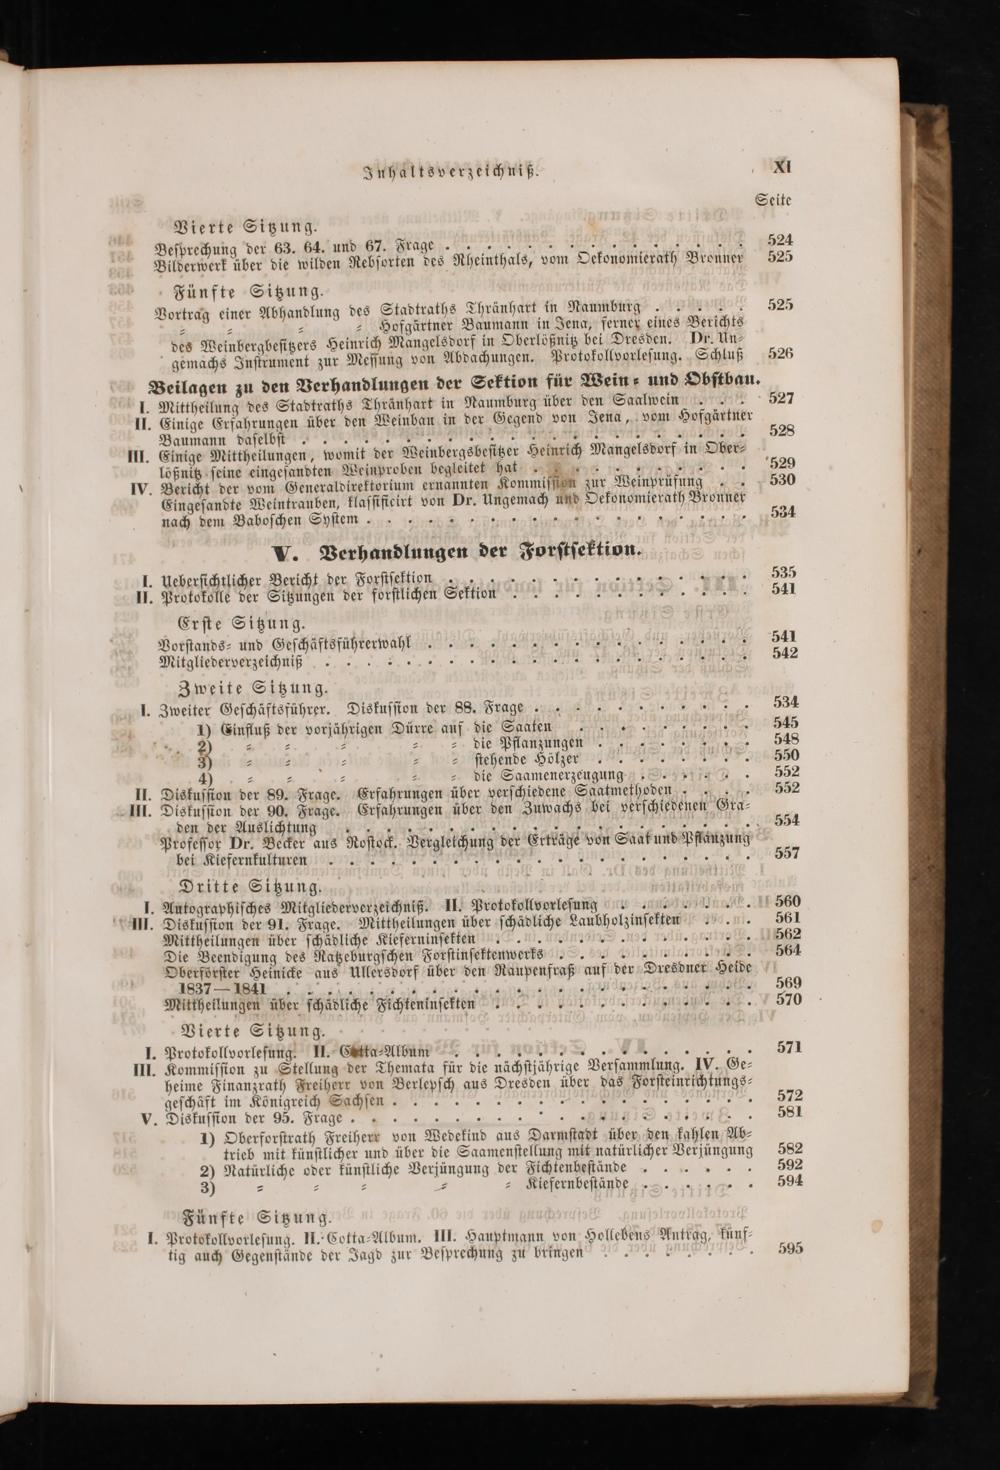 Inhaltsverzeichniß.
XI
Seite
Vierte Sitzung.
Besprechung der 63. 64. und 67. Frage . . . . . . . . . . . . . . . 524
Bilderwerk über die wilden Rebsorten des Rheinthals, vom Oekonomierath Bronner 525
Fünfte Sitzung.
Vortrag einer Abhandlung des Stadtraths Thränhart in Naumburg . . . . . 525
⸗ ⸗ ⸗ ⸗ Hofgärtner Baumann in Jena, ferner eines Berichts
des Weinbergbesitzers Heinrich Mangelsdorf in Oberlößnitz bei Dresden. Dr. Un⸗
gemachs Instrument zur Messung von Abdachungen. Protokollvorlesung. Schluß 526
Beilagen zu den Verhandlungen der Sektion für Wein⸗ und Obstbau.
I. Mittheilung des Stadtraths Thränhart in Naumburg über den Saalwein . . . 527
II. Einige Erfahrungen über den Weinbau in der Gegend von Jena, vom Hofgärtner
Baumann daselbst . . . . . . . . . . . . . . . . . . . . 528
III. Einige Mittheilungen, womit der Weinbergsbesitzer Heinrich Mangelsdorf in Ober⸗
lößnitz seine eingesandten Weinproben begleitet hat . . . . . . . . . . . 529
IV. Bericht der vom Generaldirektorium ernannten Kommission zur Weinprüfung . . 530
Eingesandte Weintrauben, klassificirt von Dr. Ungemach und Oekonomierath Bronner
nach dem Baboschen System . . . . . . . . . . . . . . . . . . 534
V. Verhandlungen der Forstsektion.
I. Uebersichtlicher Bericht der Forstsektion . . . . . . . . . . . . . . 535
II. Protokolle der Sitzungen der forstlichen Sektion . . . . . . . . . . . 541
Erste Sitzung.
Vorstands⸗ und Geschäftsführerwahl . . . . . . . . . . . . . . . 541
Mitgliederverzeichniß . . . . . . . . . . . . . . . . . . . . 542
Zweite Sitzung.
I. Zweiter Geschäftsführer. Diskussion der 88. Frage . . . . . . . . . . 534
1) Einfluß der vorjährigen Dürre auf die Saaten . . . . . . . . 545
2) ⸗ ⸗ ⸗ ⸗ ⸗ die Pflanzungen . . . . . . . 548
3) ⸗ ⸗ ⸗ ⸗ ⸗ stehende Hölzer . . . . . . . 550
4) ⸗ ⸗ ⸗ ⸗ ⸗ die Saamenerzeugung . . . . . . 552
II. Diskussion der 89. Frage. Erfahrungen über verschiedene Saatmethoden . . . . 552
III. Diskussion der 90. Frage. Erfahrungen über den Zuwachs bei verschiedenen Gra⸗
den der Auslichtung . . . . . . . . . . . . . . . . . . . . 554
Professor Dr. Becker aus Rostock. Vergleichung der Erträge von Saat und Pflanzung
bei Kiefernkulturen . . . . . . . . . . . . . . . . . . . . 557
Dritte Sitzung.
I. Autographisches Mitgliederverzeichniß. II. Protokollvorlesung . . . . . . 560
III. Diskussion der 91. Frage. Mittheilungen über schädliche Laubholzinsekten . . . 561
Mittheilungen über schädliche Kieferninsekten . . . . . . . . . . . . 562
Die Beendigung des Ratzeburgschen Forstinsektenwerks . . . . . . . . . 564
Oberförster Heinicke aus Ullersdorf über den Raupenfraß auf der Dresdner Heide
1837—1841 . . . . . . . . . . . . . . . . . . . . . . 569
Mittheilungen über schädliche Fichteninsekten . . . . . . . . . . . . 570
Vierte Sitzung.
I. Protokollvorlesung. II. Cotta⸗Album . . . . . . . . . . . . . . 571
III. Kommission zu Stellung der Themata für die nächstjährige Versammlung. IV. Ge⸗
heime Finanzrath Freiherr von Berlepsch aus Dresden über das Forsteinrichtungs⸗
geschäft im Königreich Sachsen . . . . . . . . . . . . . . . . . 572
V. Diskussion der 95. Frage . . . . . . . . . . . . . . . . . . . 581
1) Oberforstrath Freiherr von Wedekind aus Darmstadt über den kahlen Ab⸗
trieb mit künstlicher und über die Saamenstellung mit natürlicher Verjüngung 582
2) Natürliche oder künstliche Verjüngung der Fichtenbestände . . . . . . 592
3) ⸗ ⸗ ⸗ ⸗ ⸗ Kiefernbestände . . . . . . 594
Fünfte Sitzung.
I. Protokollvorlesung. II. Cotta⸗Album. III. Hauptmann von Hollebens Antrag, künf⸗
tig auch Gegenstände der Jagd zur Besprechung zu bringen . . . . . . . . 595